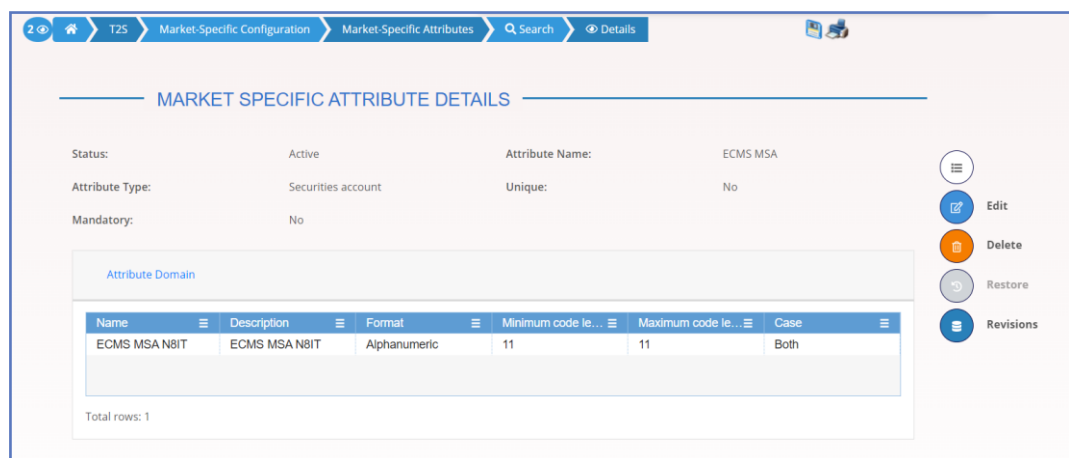 2 T2S Market-Specific Configuration Market-Specific Attributes Search Details
MARKET SPECIFIC ATTRIBUTE DETAILS
Status: Active Attribute Name: ECMS MSA
Attribute Type: Securities account Unique: No
Mandatory: No
Edit
Delete
Restore
Revisions
Attribute Domain
Name Description Format Minimum code le... Maximum code le... Case
ECMS MSA N8IT ECMS MSA N8IT Alphanumeric 11 11 Both
Total rows: 1